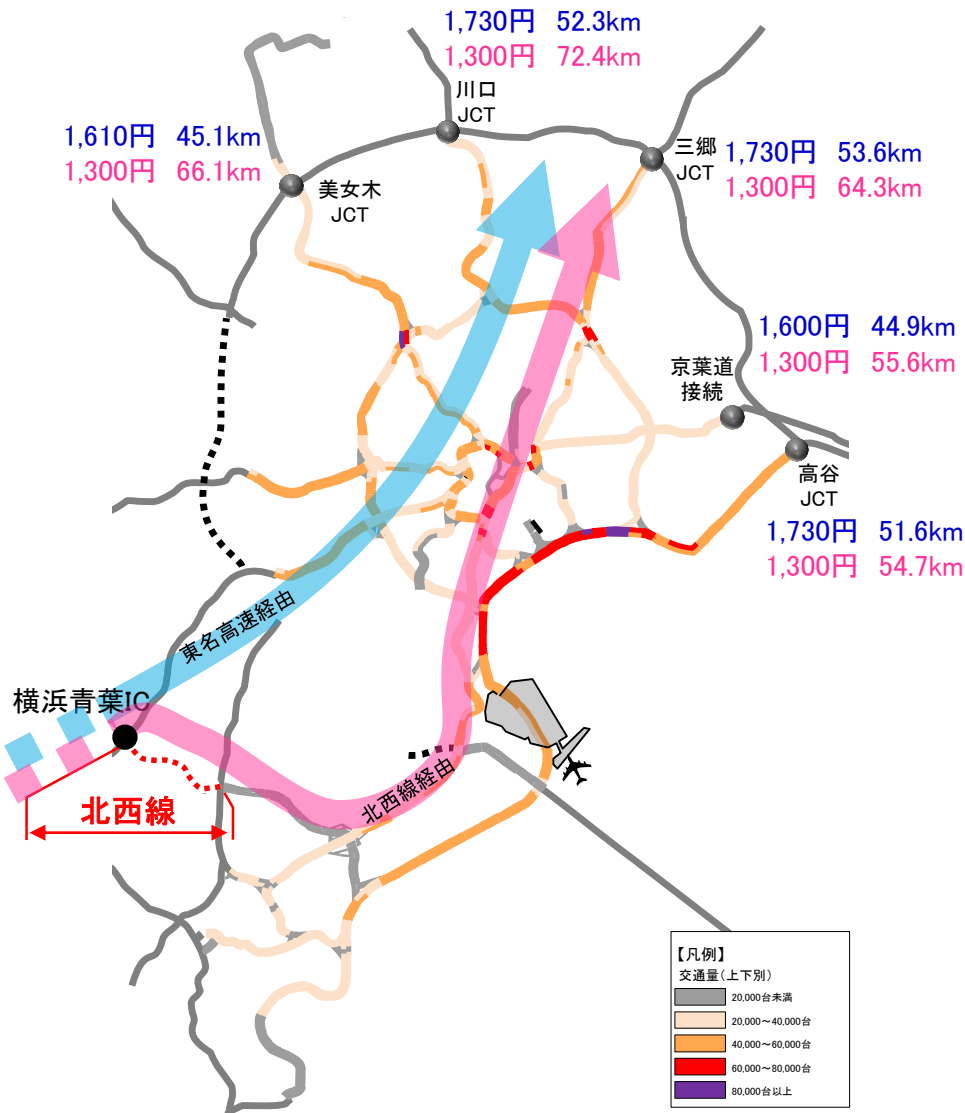 1,730円 52.3km
1,300円 72.4km
川口
JCT
1,610円 45.1km
1,300円 66.1km
美女木
JCT
三郷
JCT
1,730円 53.6km
1,300円 64.3km
1,600円 44.9km
1,300円 55.6km
京葉道
接続
高谷
JCT
1,730円 51.6km
1,300円 54.7km
東名高速経由
横浜青葉IC
北西線経由
北西線
【凡例】
交通量(上下別)
20,000台未満
20,000～40,000台
40,000～60,000台
60,000～80,000台
80,000台以上